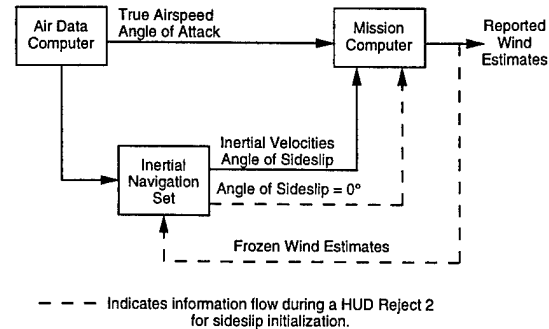 Air Data
Computer
True Airspeed
Angle of Attack
Mission
Computer
Reported
Wind
Estimates
Inertial
Navigation
Set
Inertial Velocities
Angle of Sideslip
Angle of Sideslip = 0°
Frozen Wind Estimates
— — — Indicates information flow during a HUD Reject 2
for sideslip initialization.